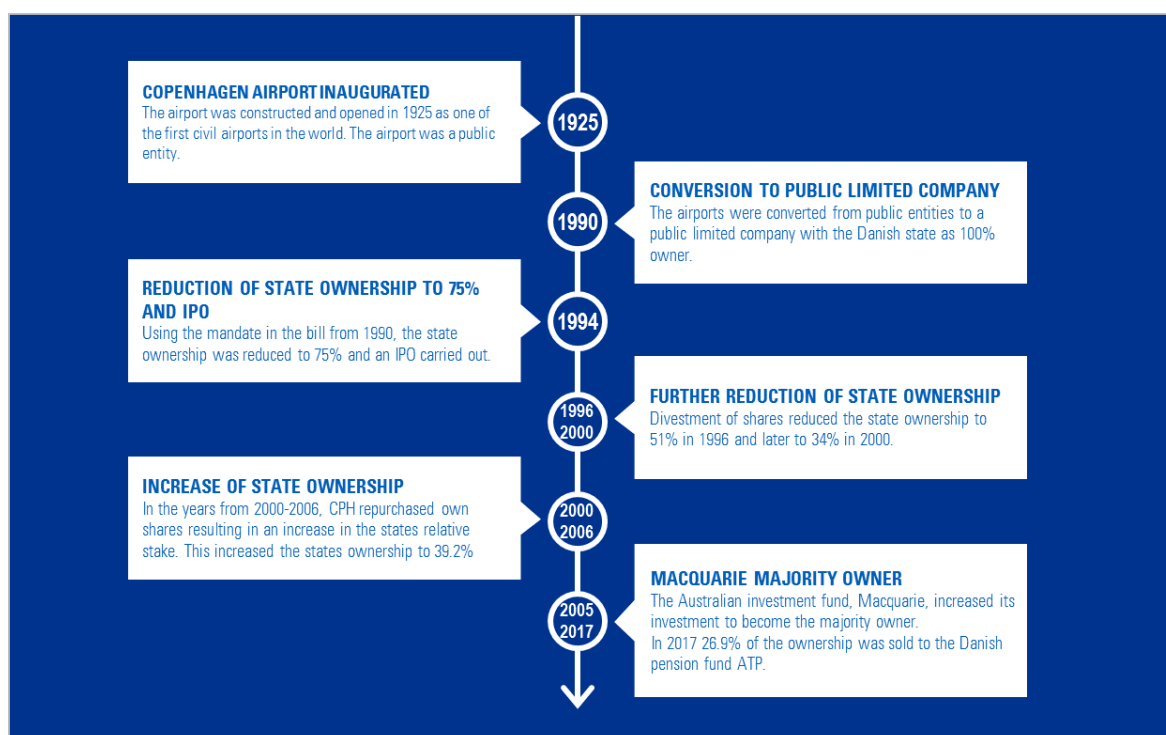 COPENHAGEN AIRPORT INAUGURATED
The airport was constructed and opened in 1925 as one of
the first civil airports in the world. The airport was a public
entity.
1925
CONVERSION TO PUBLIC LIMITED COMPANY
The airports were converted from public entities to a
public limited company with the Danish state as 100%
owner.
1990
REDUCTION OF STATE OWNERSHIP TO 75%
AND IPO
Using the mandate in the bill from 1990, the state
ownership was reduced to 75% and an IPO carried out.
1994
FURTHER REDUCTION OF STATE OWNERSHIP
Divestment of shares reduced the state ownership to
51% in 1996 and later to 34% in 2000.
1996
2000
INCREASE OF STATE OWNERSHIP
In the years from 2000-2006, CPH repurchased own
shares resulting in an increase in the states relative
stake. This increased the states ownership to 39.2%
2000
2006
MACQUARIE MAJORITY OWNER
The Australian investment fund, Macquarie, increased its
investment to become the majority owner.
In 2017 26.9% of the ownership was sold to the Danish
pension fund ATP.
2005
2017